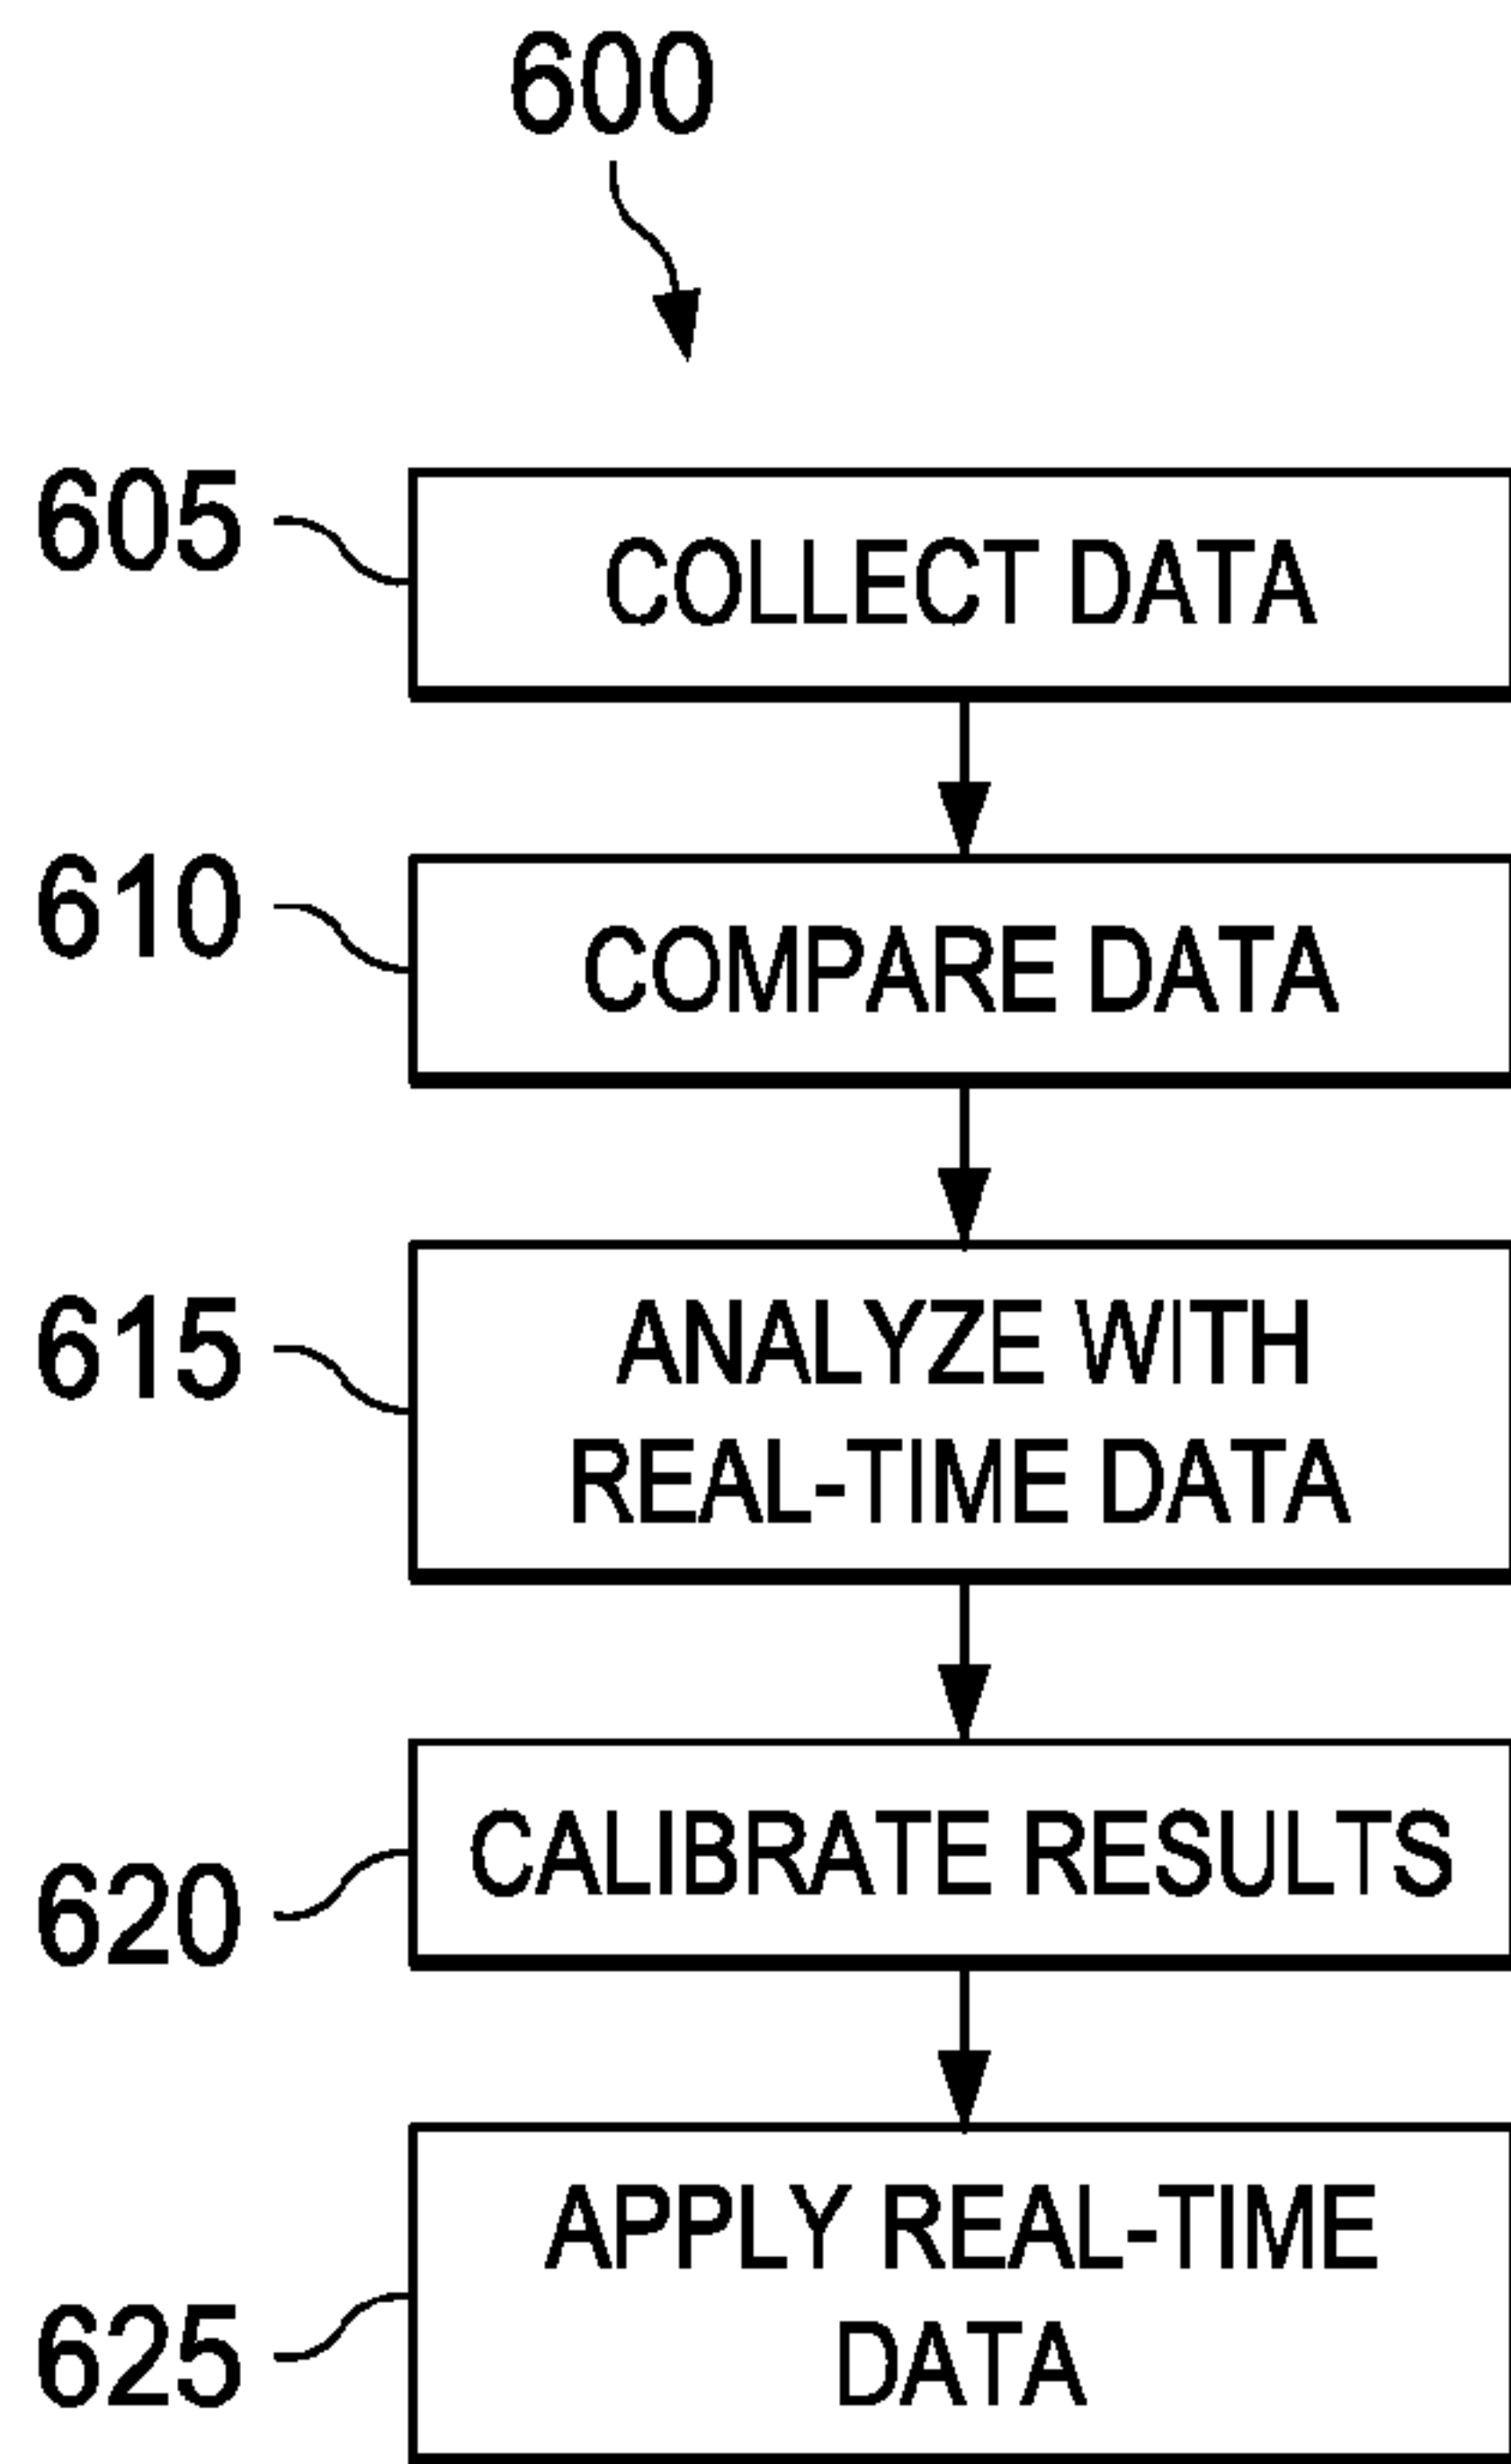 600
605
COLLECT DATA
610
COMPARE DATA
615
ANALYZE WITH
REAL-TIME DATA
620
CALIBRATE RESULTS
625
APPLY REAL-TIME
DATA